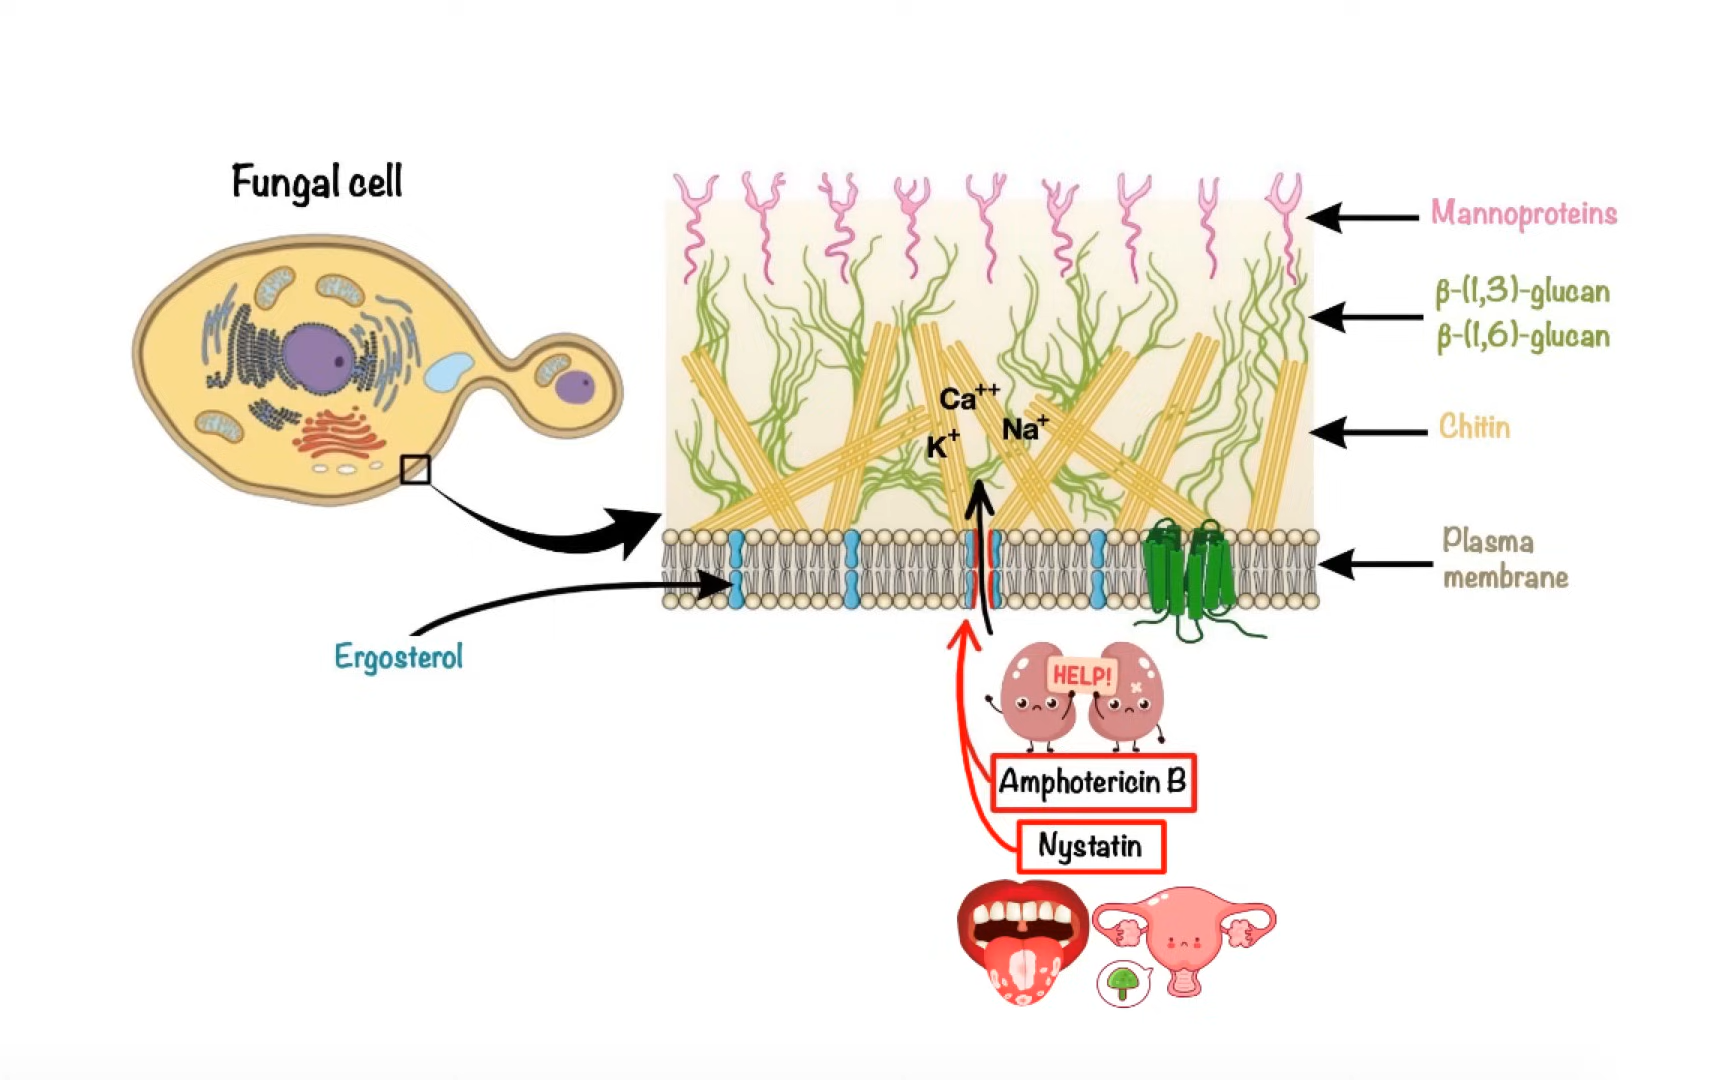 Fungal cell
Mannoproteins
β-(1,3)-glucan
β-(1,6)-glucan
Ca++
Na+
K+
Chitin
Plasma
membrane
Ergosterol
HELP!
Amphotericin B
Nystatin